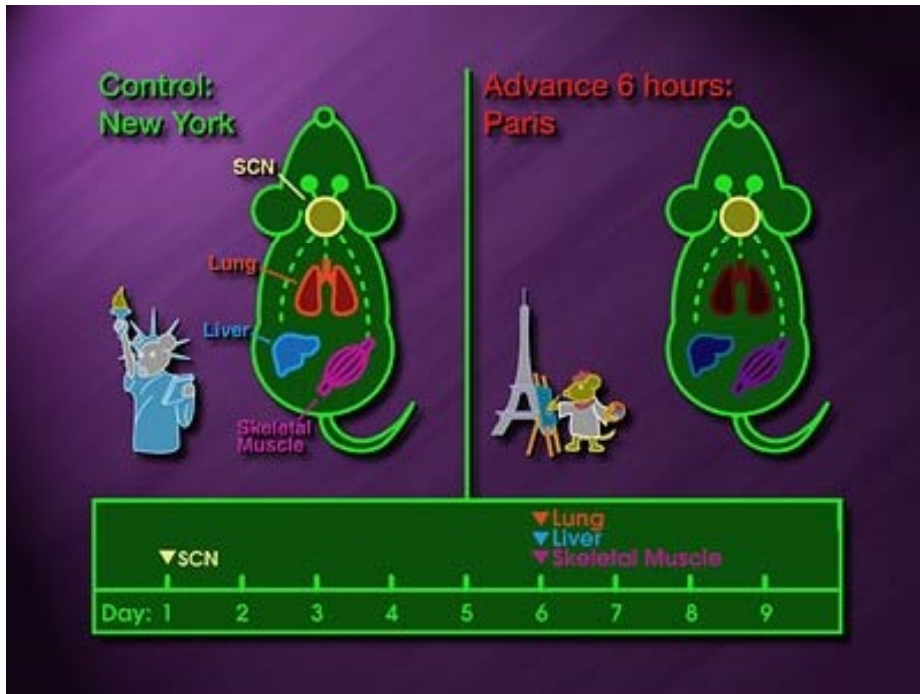 Control:
New York
Advance 6 hours:
Paris
SCN
Lung
Liver
Skeletal
Muscle
Lung
Liver
SCN
Skeletal Muscle
Day: 1 2 3 4 5 6 7 8 9